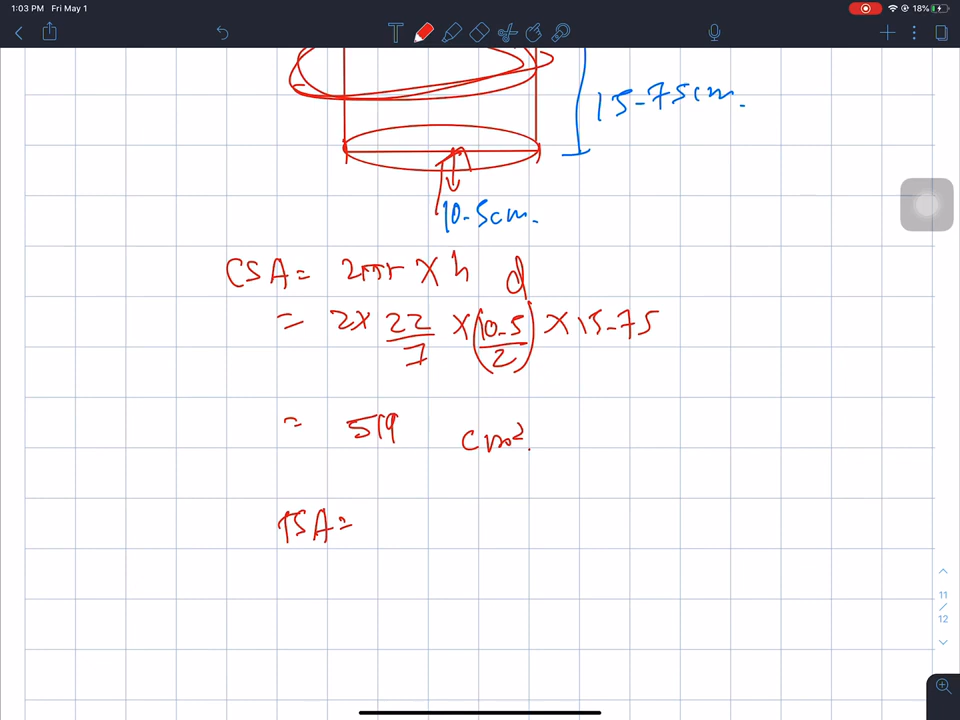 1:03 PM Fri May 1
18%
T
15-75cm.
10-5cm.
CSA = 2πr × h d
= 2 × 22/7 × (10-5/2) × 15-75
= 519 cm².
TSA =
11
/
12